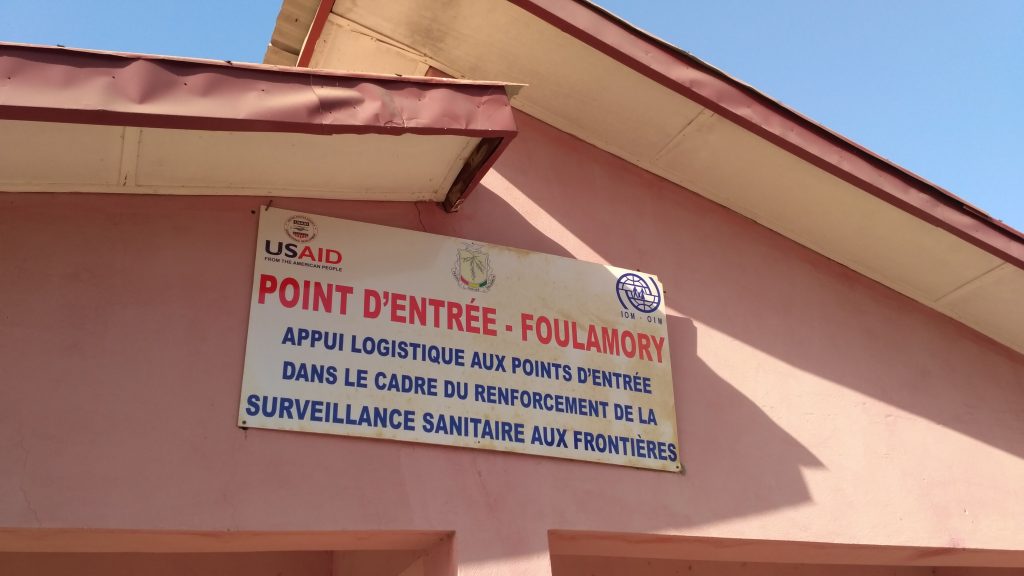 USAID
FROM THE AMERICAN PEOPLE
IOM - OIM
POINT D'ENTRÉE - FOULAMORY
APPUI LOGISTIQUE AUX POINTS D'ENTRÉE
DANS LE CADRE DU RENFORCEMENT DE LA
SURVEILLANCE SANITAIRE AUX FRONTIÈRES